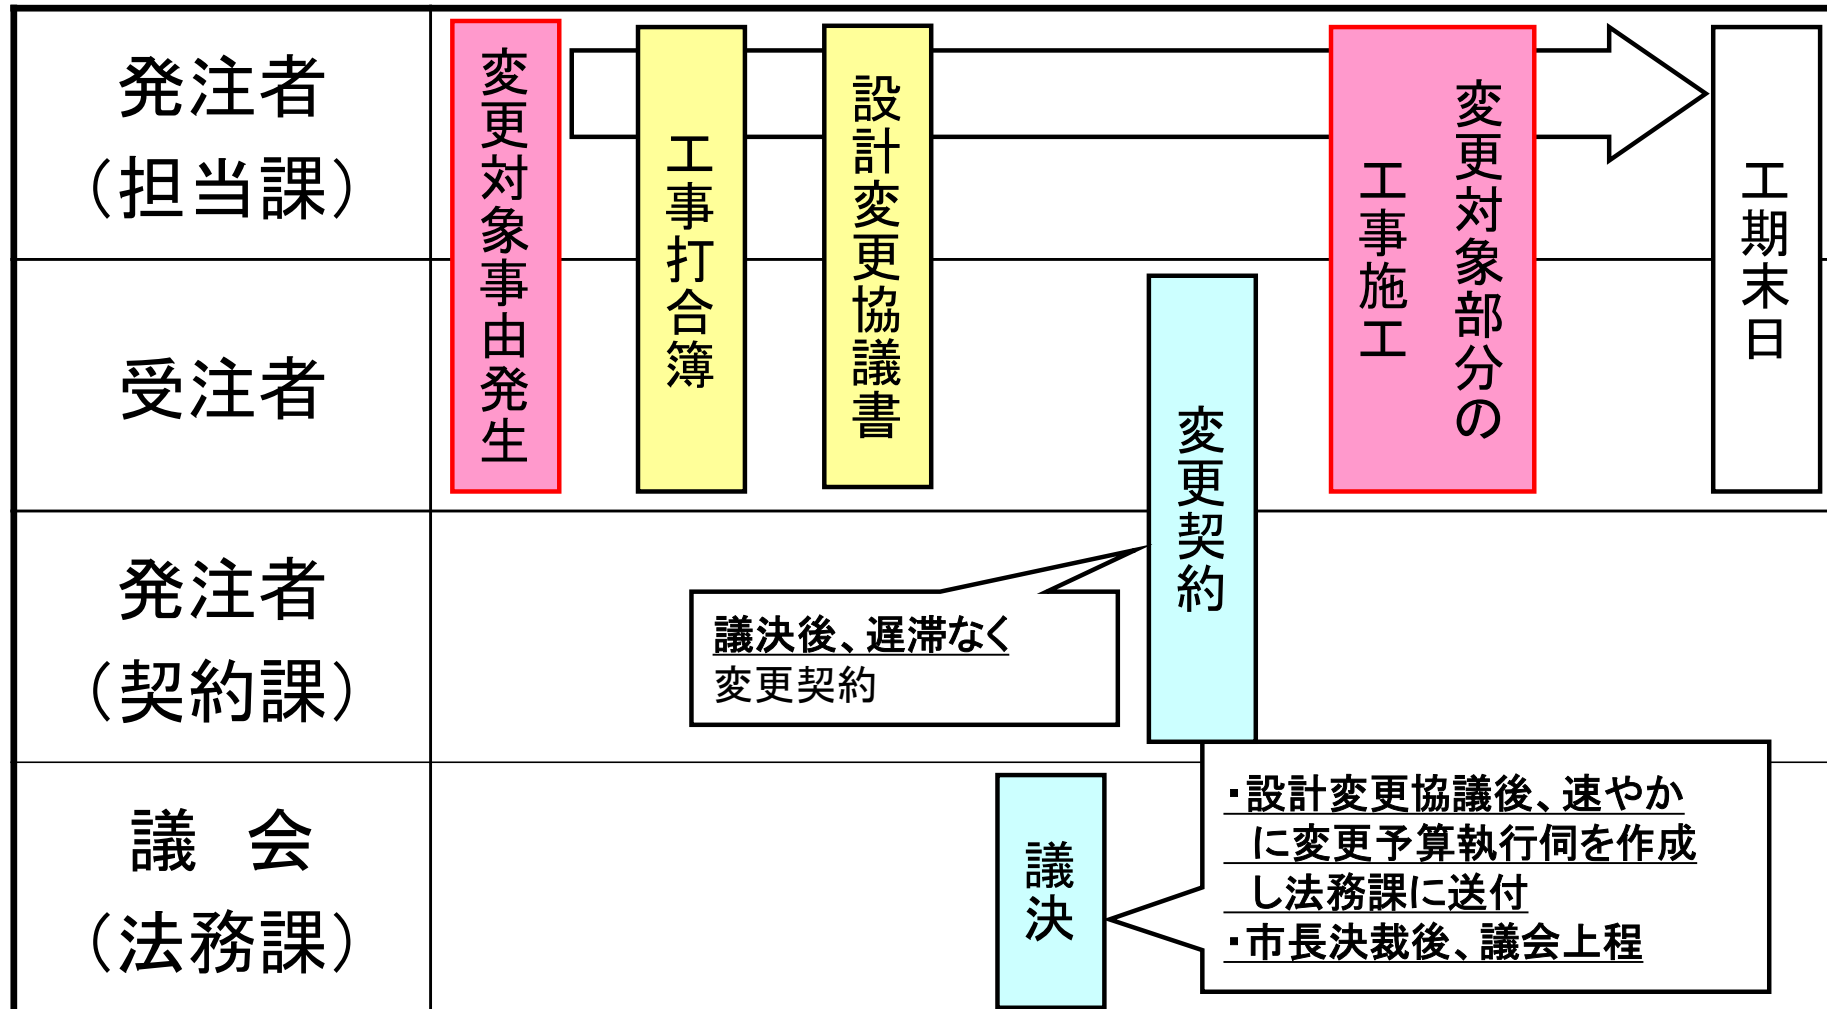 発注者
（担当課）
受注者
発注者
（契約課）
議　会
（法務課）
変更対象事由発生
工事打合簿
設計変更協議書
変更対象部分の
工事施工
工期末日
変更契約
議決後、遅滞なく
変更契約
議決
・設計変更協議後、速やか
に変更予算執行伺を作成
し法務課に送付
・市長決裁後、議会上程